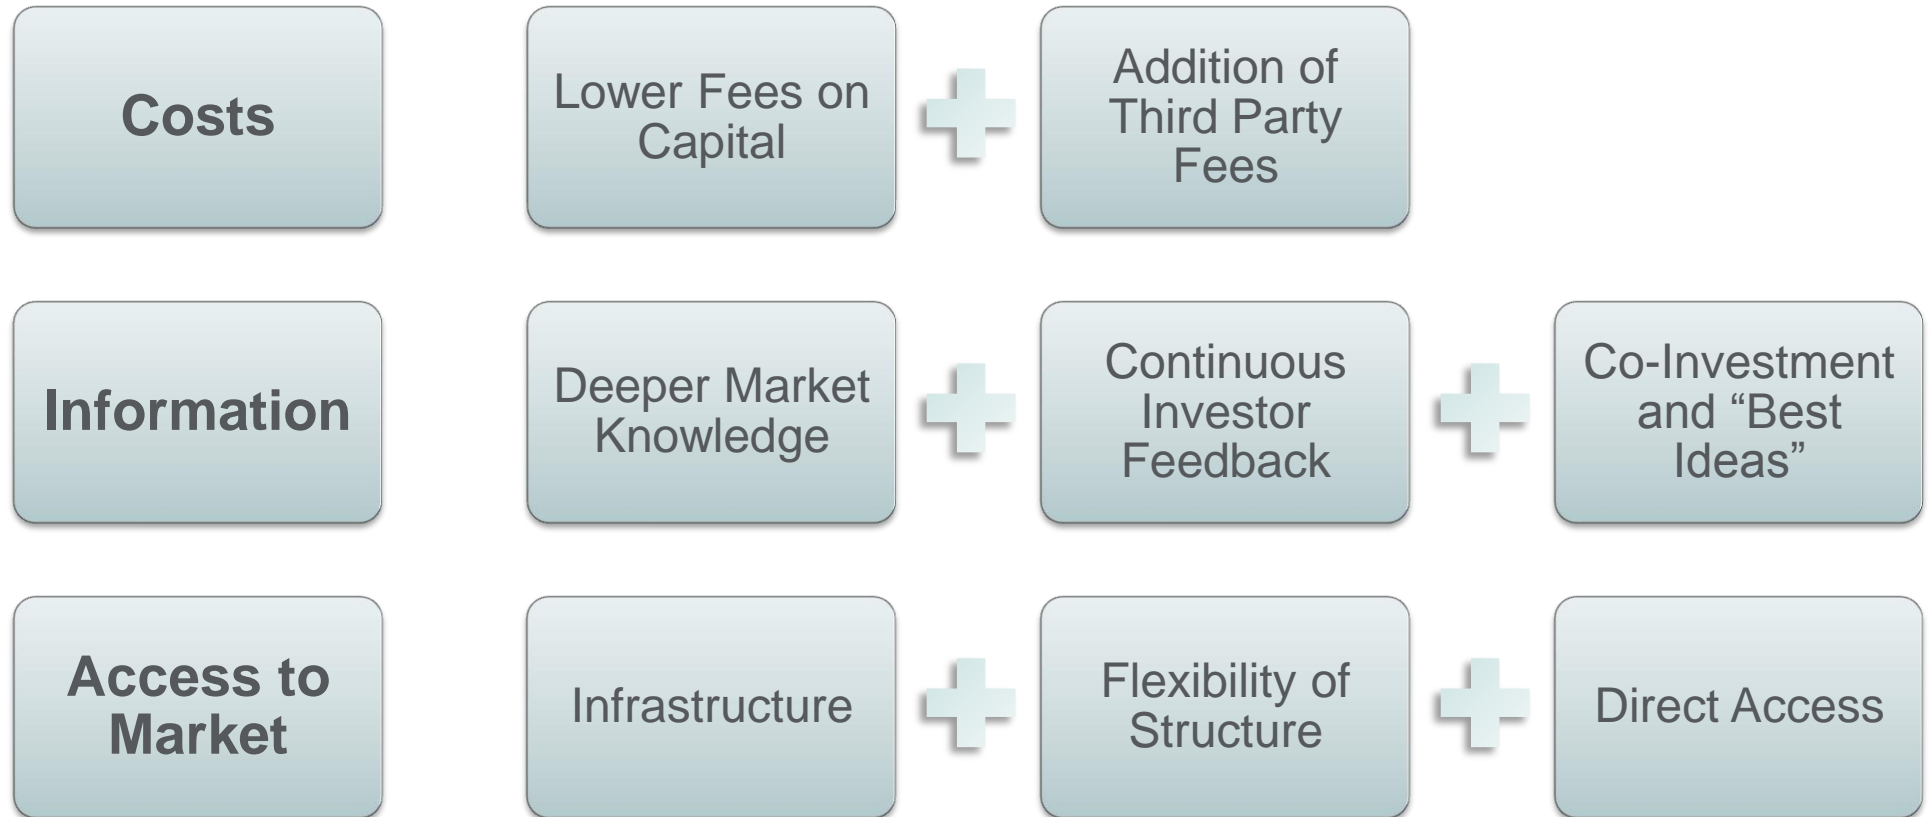 Costs
Lower Fees on
Capital
Addition of
Third Party
Fees
Information
Deeper Market
Knowledge
Continuous
Investor
Feedback
Co-Investment
and “Best
Ideas”
Access to
Market
Infrastructure
Flexibility of
Structure
Direct Access